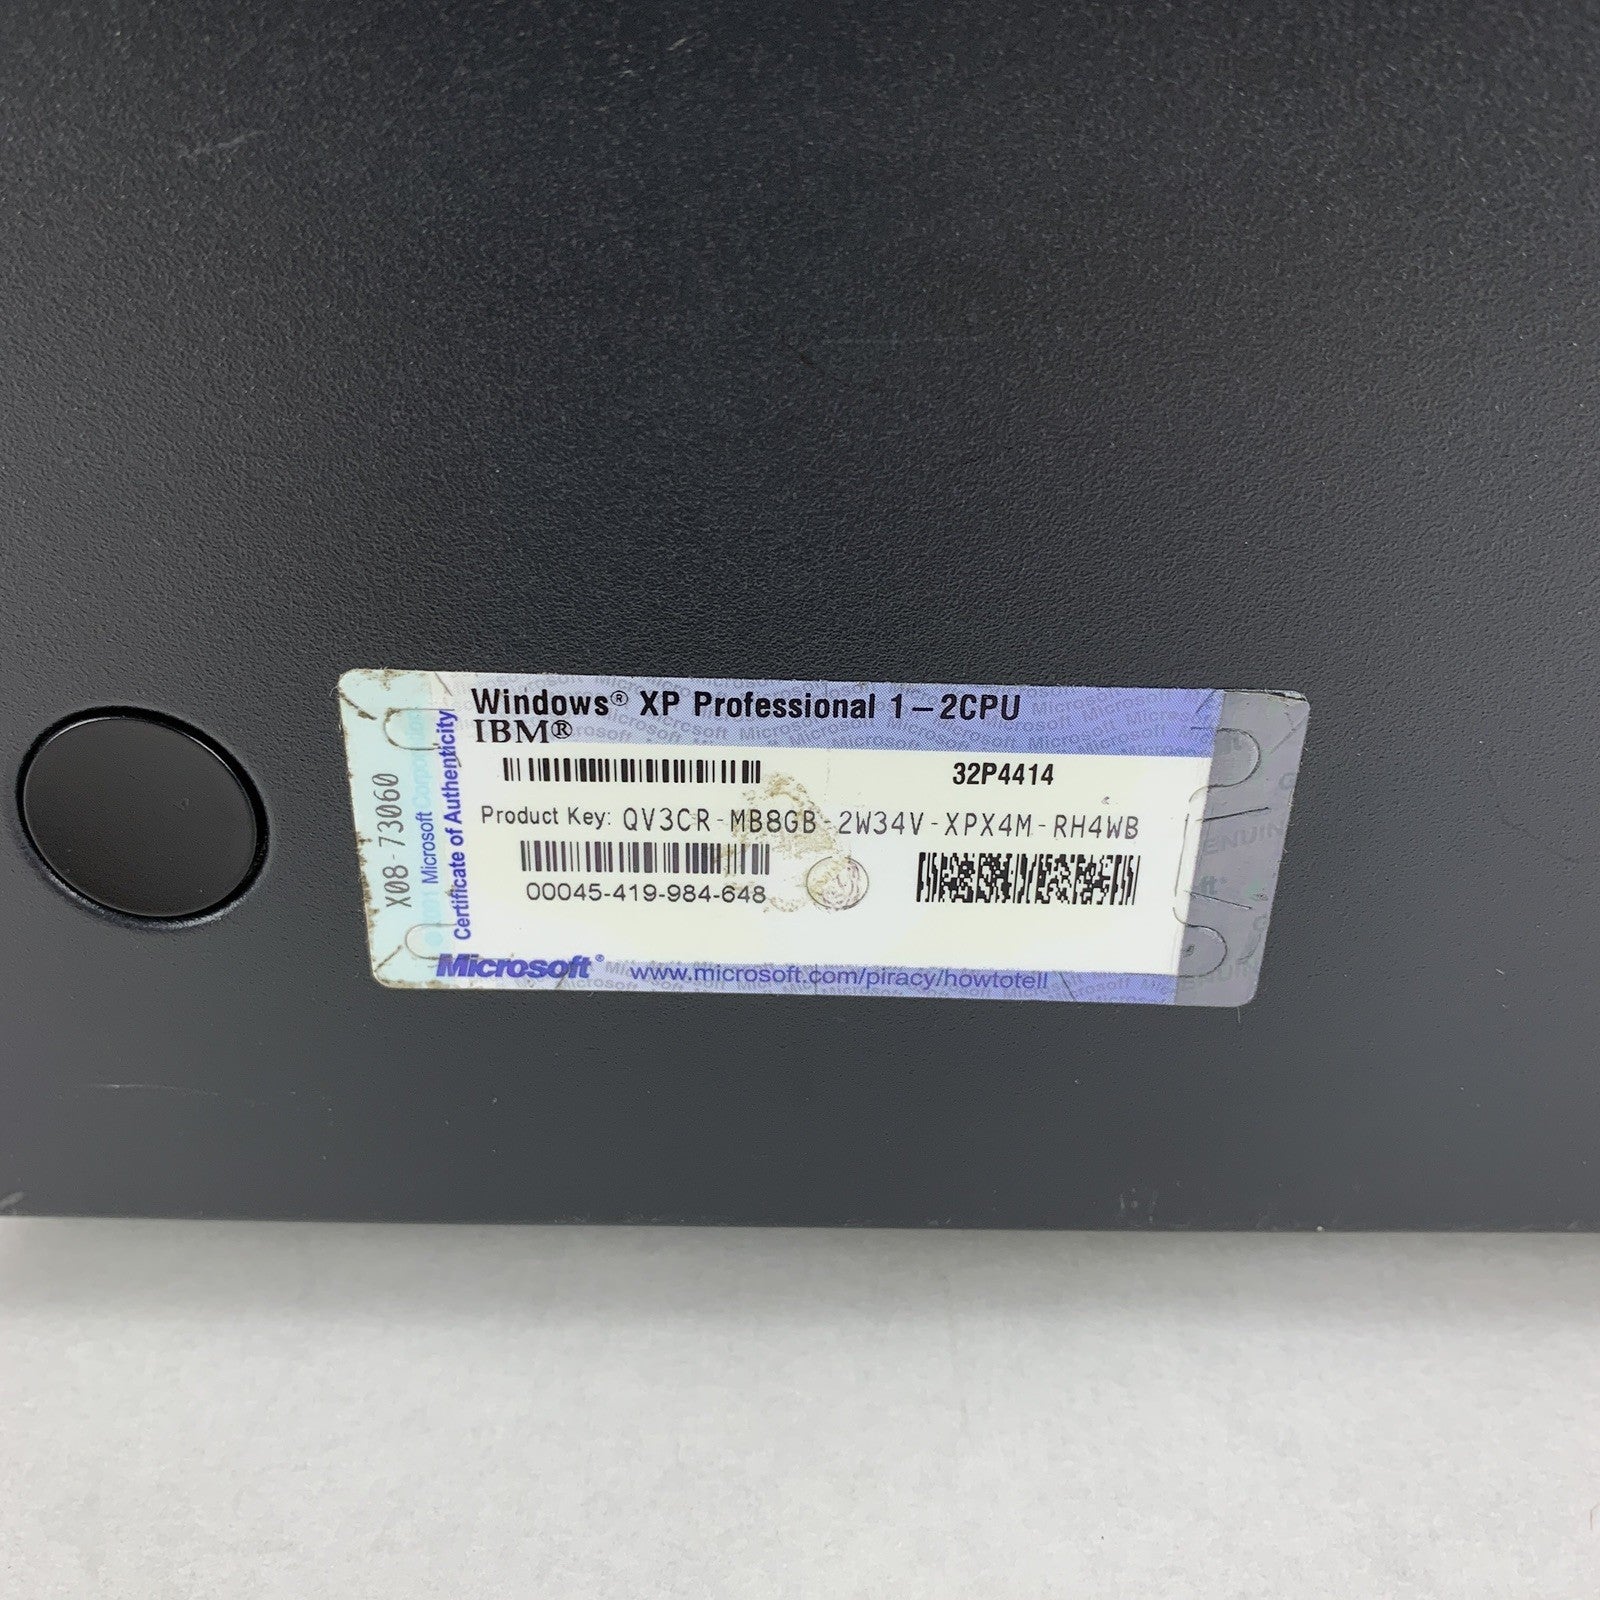 Windows® XP Professional 1-2CPU
IBM®
32P4414
Product Key: QV3CR-MB8GB-2W34V-XPX4M-RH4WB
00045-419-984-648
Microsoft® www.microsoft.com/piracy/howtotell
X08-73060
Microsoft Corporation
Certificate of Authenticity